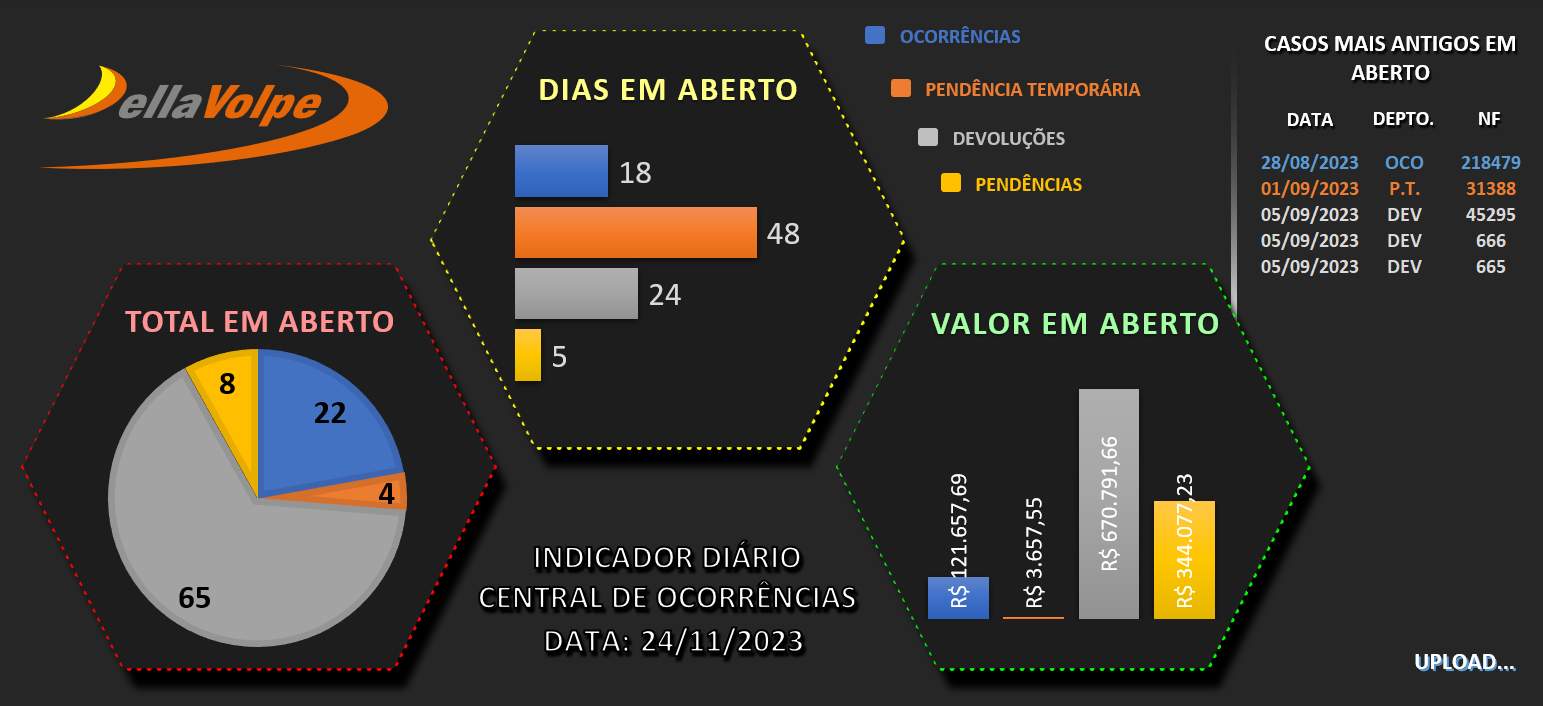 DellaVolpe
DIAS EM ABERTO
18
48
24
5
OCORRÊNCIAS
PENDÊNCIA TEMPORÁRIA
DEVOLUÇÕES
PENDÊNCIAS
CASOS MAIS ANTIGOS EM
ABERTO
DATA DEPTO. NF
28/08/2023 OCO 218479
01/09/2023 P.T. 31388
05/09/2023 DEV 45295
05/09/2023 DEV 666
05/09/2023 DEV 665
TOTAL EM ABERTO
8
22
4
65
INDICADOR DIÁRIO
CENTRAL DE OCORRÊNCIAS
DATA: 24/11/2023
VALOR EM ABERTO
R$ 121.657,69
R$ 3.657,55
R$ 670.791,66
R$ 344.077,23
UPLOAD...